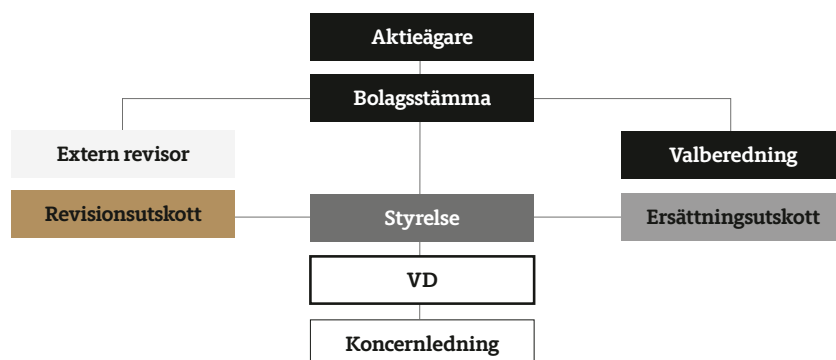 Aktieägare
Bolagsstämma
Extern revisor
Valberedning
Revisionsutskott
Styrelse
Ersättningsutskott
VD
Koncernledning